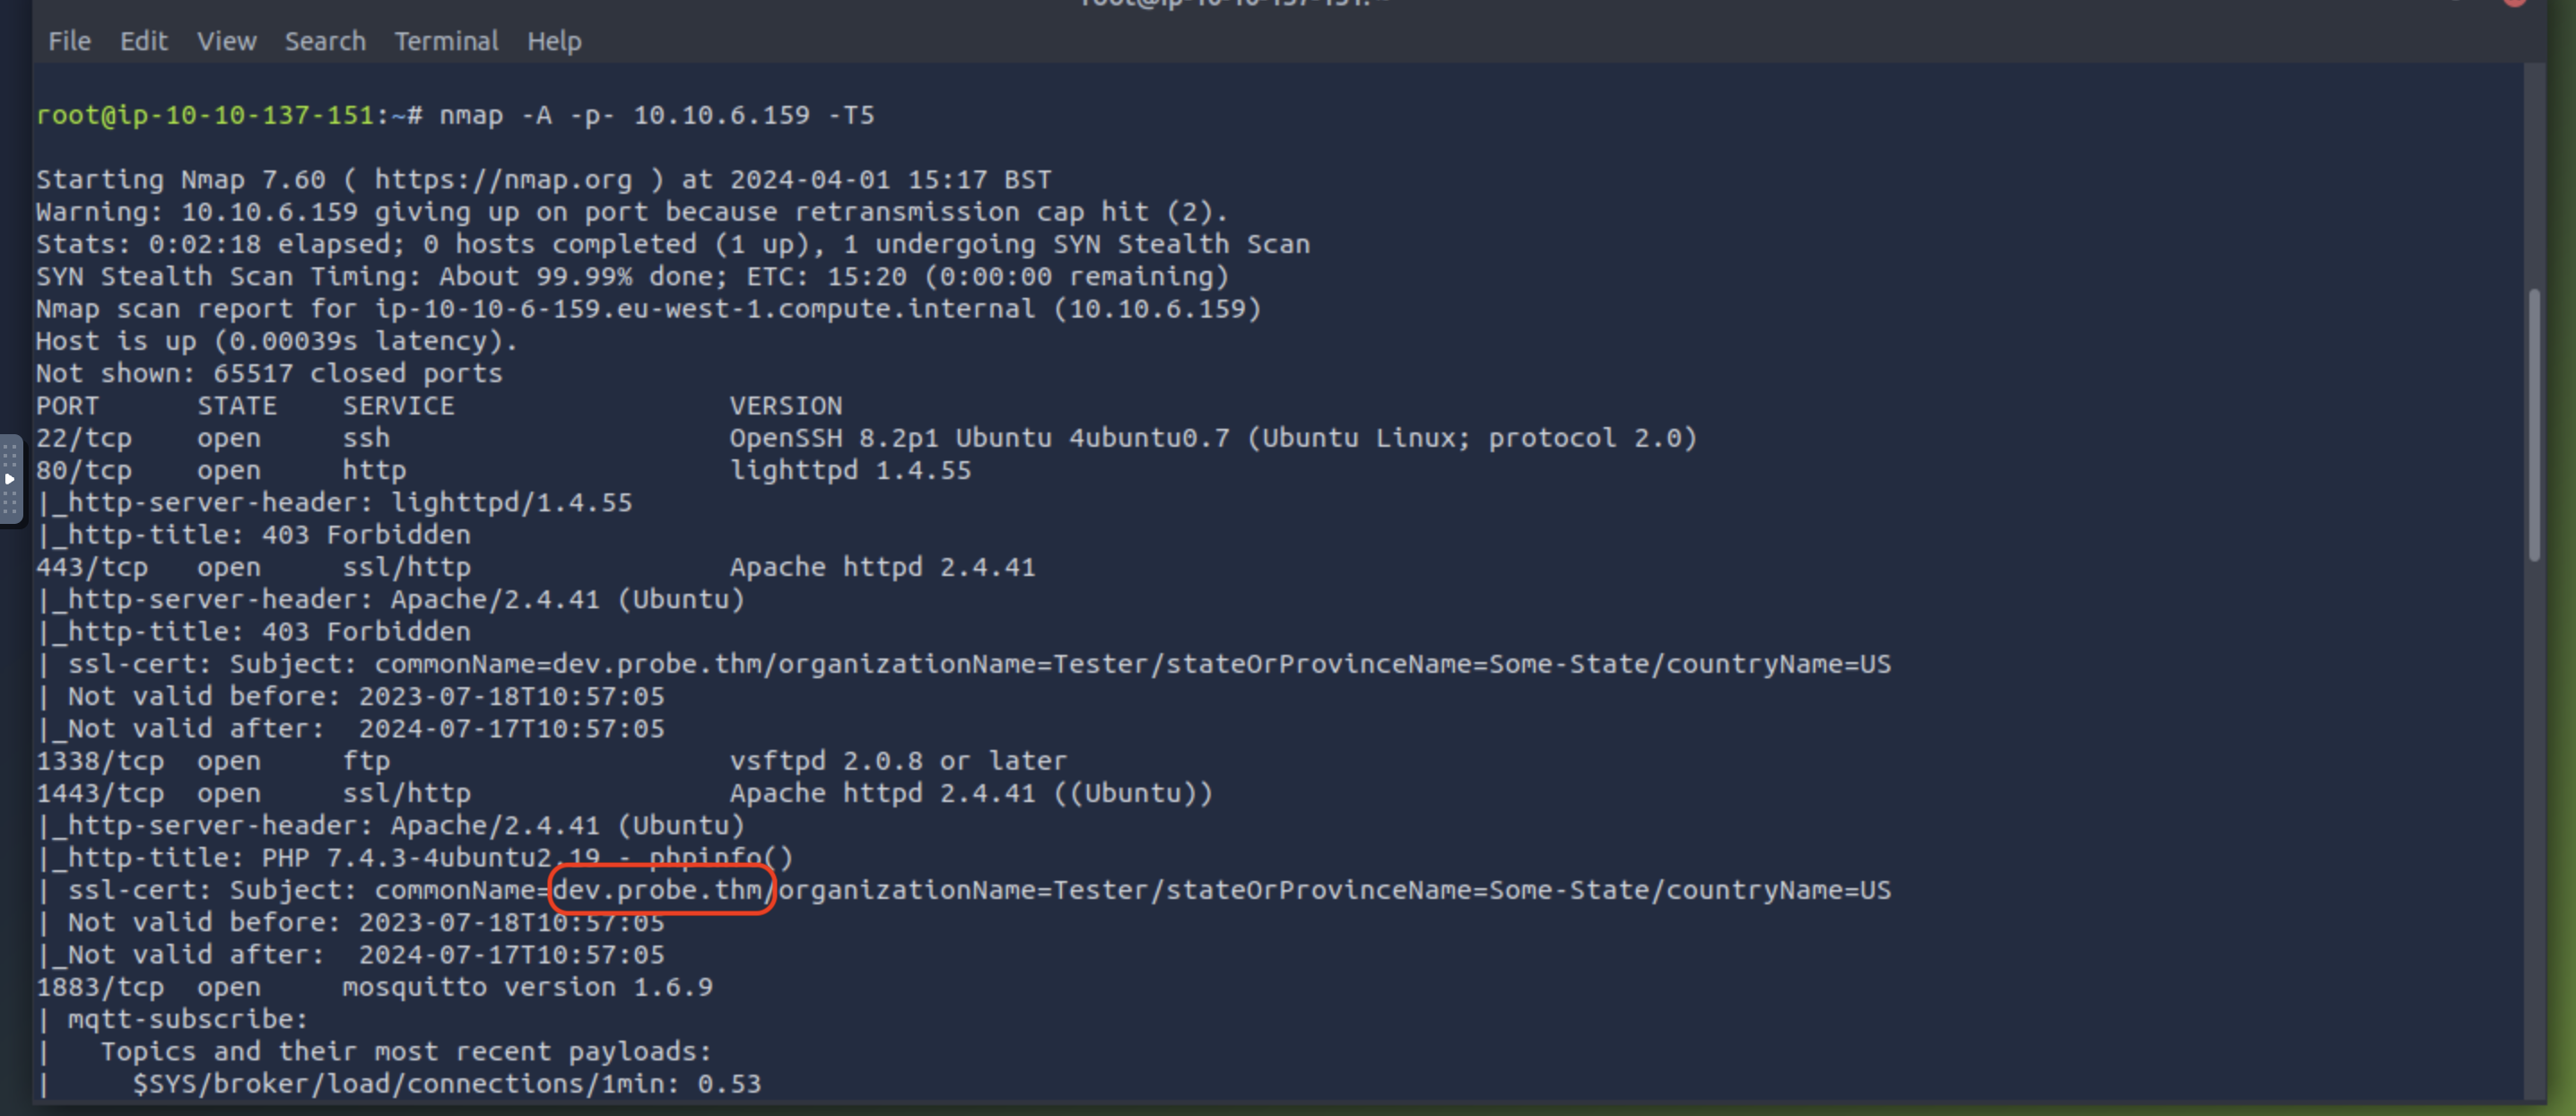 root@ip-10-10-137-151:~
File Edit View Search Terminal Help
root@ip-10-10-137-151:~# nmap -A -p- 10.10.6.159 -T5
Starting Nmap 7.60 ( https://nmap.org ) at 2024-04-01 15:17 BST
Warning: 10.10.6.159 giving up on port because retransmission cap hit (2).
Stats: 0:02:18 elapsed; 0 hosts completed (1 up), 1 undergoing SYN Stealth Scan
SYN Stealth Scan Timing: About 99.99% done; ETC: 15:20 (0:00:00 remaining)
Nmap scan report for ip-10-10-6-159.eu-west-1.compute.internal (10.10.6.159)
Host is up (0.00039s latency).
Not shown: 65517 closed ports
PORT      STATE    SERVICE                 VERSION
22/tcp    open     ssh                     OpenSSH 8.2p1 Ubuntu 4ubuntu0.7 (Ubuntu Linux; protocol 2.0)
80/tcp    open     http                    lighttpd 1.4.55
|_http-server-header: lighttpd/1.4.55
|_http-title: 403 Forbidden
443/tcp   open     ssl/http                Apache httpd 2.4.41
|_http-server-header: Apache/2.4.41 (Ubuntu)
|_http-title: 403 Forbidden
| ssl-cert: Subject: commonName=dev.probe.thm/organizationName=Tester/stateOrProvinceName=Some-State/countryName=US
| Not valid before: 2023-07-18T10:57:05
|_Not valid after:  2024-07-17T10:57:05
1338/tcp  open     ftp                     vsftpd 2.0.8 or later
1443/tcp  open     ssl/http                Apache httpd 2.4.41 ((Ubuntu))
|_http-server-header: Apache/2.4.41 (Ubuntu)
|_http-title: PHP 7.4.3-4ubuntu2.19 - phpinfo()
| ssl-cert: Subject: commonName=dev.probe.thm/organizationName=Tester/stateOrProvinceName=Some-State/countryName=US
| Not valid before: 2023-07-18T10:57:05
|_Not valid after:  2024-07-17T10:57:05
1883/tcp  open     mosquitto version 1.6.9
| mqtt-subscribe:
|   Topics and their most recent payloads:
|     $SYS/broker/load/connections/1min: 0.53